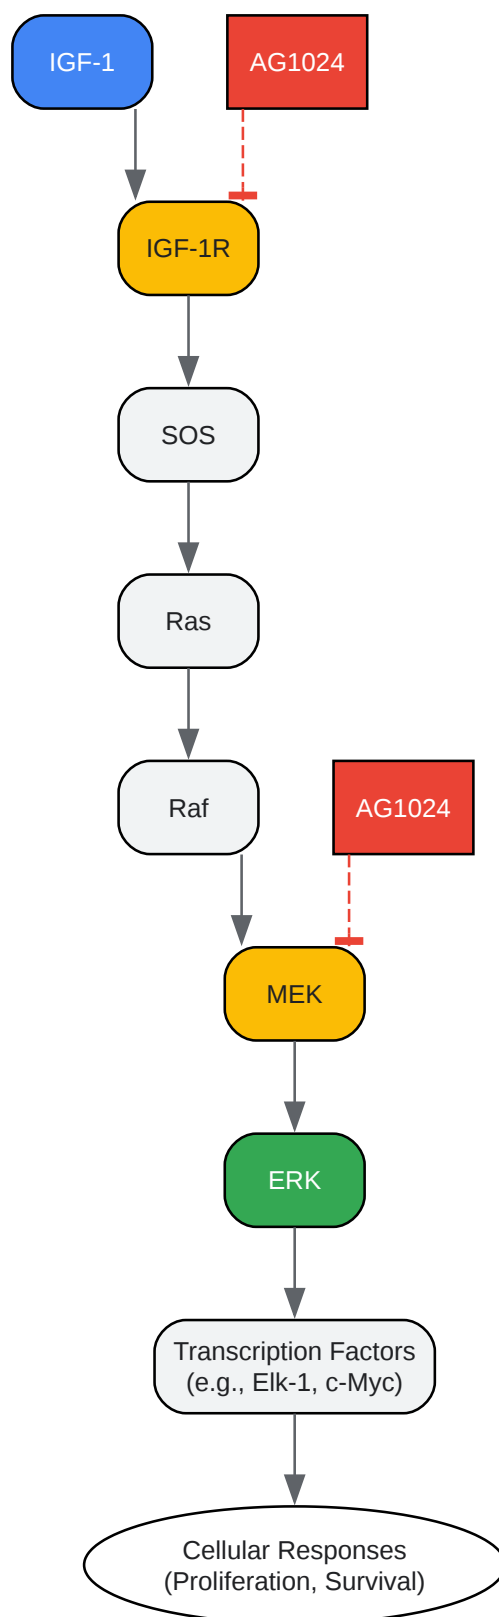 IGF-1
AG1024
IGF-1R
SOS
Ras
Raf
AG1024
MEK
ERK
Transcription Factors
(e.g., Elk-1, c-Myc)
Cellular Responses
(Proliferation, Survival)